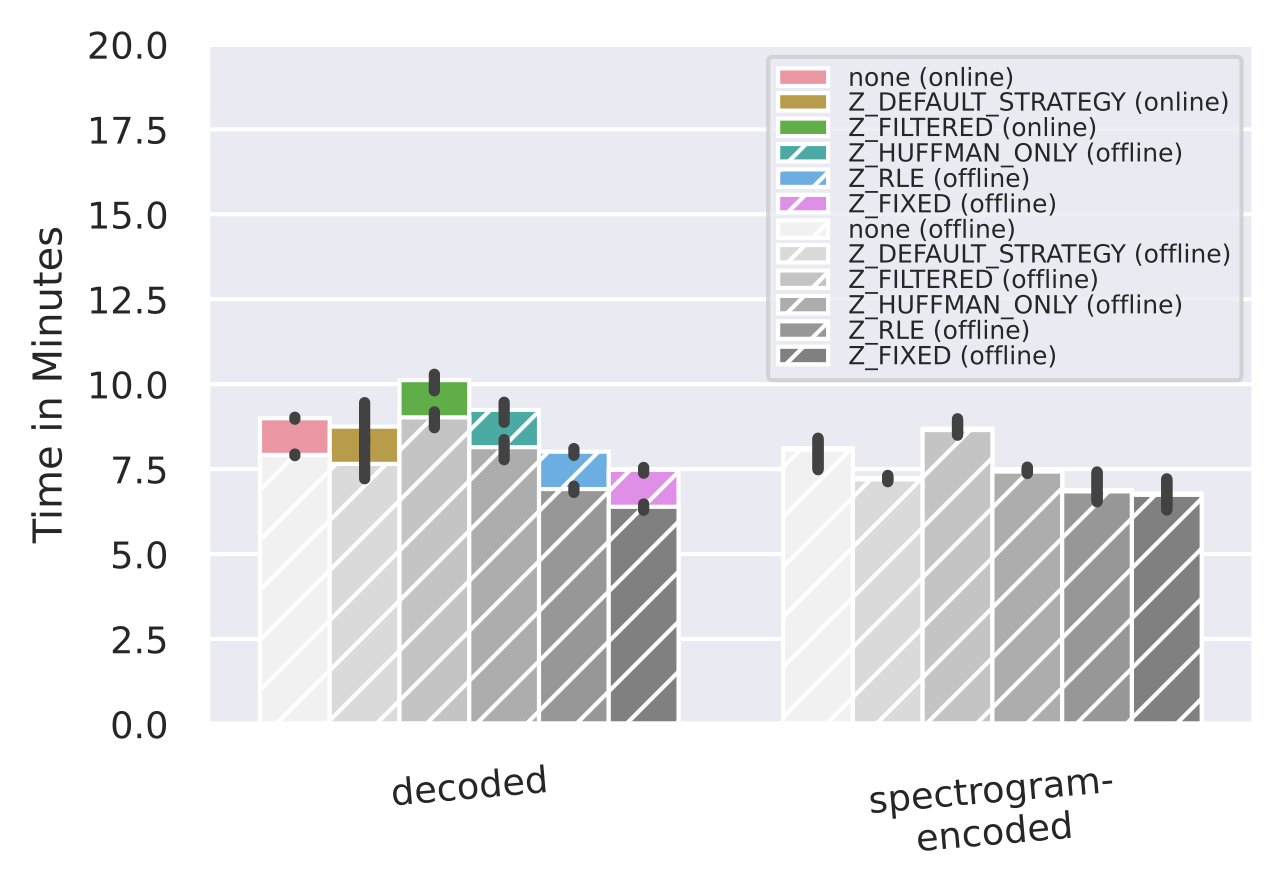 20.0
17.5
15.0
12.5
10.0
7.5
5.0
2.5
0.0
Time in Minutes
none (online)
Z_DEFAULT_STRATEGY (online)
Z_FILTERED (online)
Z_HUFFMAN_ONLY (offline)
Z_RLE (offline)
Z_FIXED (offline)
none (offline)
Z_DEFAULT_STRATEGY (offline)
Z_FILTERED (offline)
Z_HUFFMAN_ONLY (offline)
Z_RLE (offline)
Z_FIXED (offline)
decoded
spectrogram-
encoded